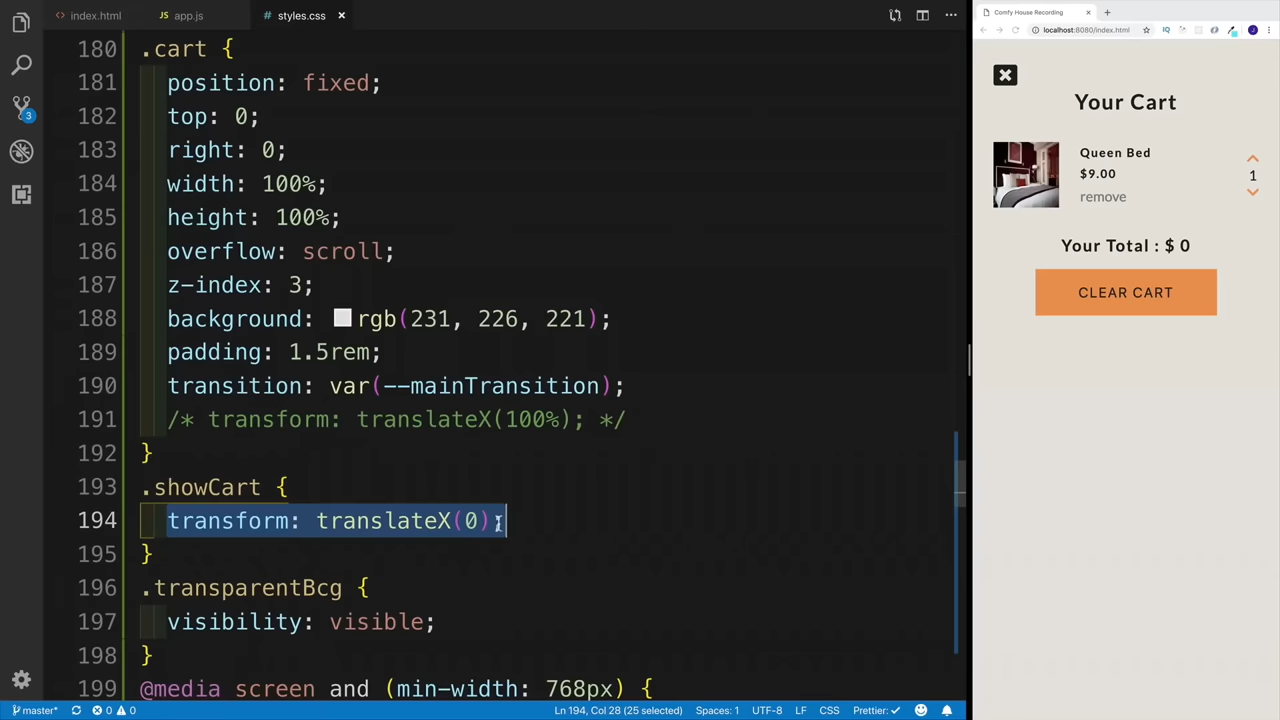 index.html
app.js
styles.css
180 .cart {
181 position: fixed;
182 top: 0;
183 right: 0;
184 width: 100%;
185 height: 100%;
186 overflow: scroll;
187 z-index: 3;
188 background: rgb(231, 226, 221);
189 padding: 1.5rem;
190 transition: var(--mainTransition);
191 /* transform: translateX(100%); */
192 }
193 .showCart {
194 transform: translateX(0);
195 }
196 .transparentBcg {
197 visibility: visible;
198 }
199 @media screen and (min-width: 768px) {
3
master*
0
0
Ln 194, Col 28 (25 selected)
Spaces: 1
UTF-8
LF
CSS
Prettier: ✓
Comfy House Recording
localhost:8080/index.html
IQ
J
Your Cart
Queen Bed
$9.00
remove
1
Your Total : $ 0
CLEAR CART